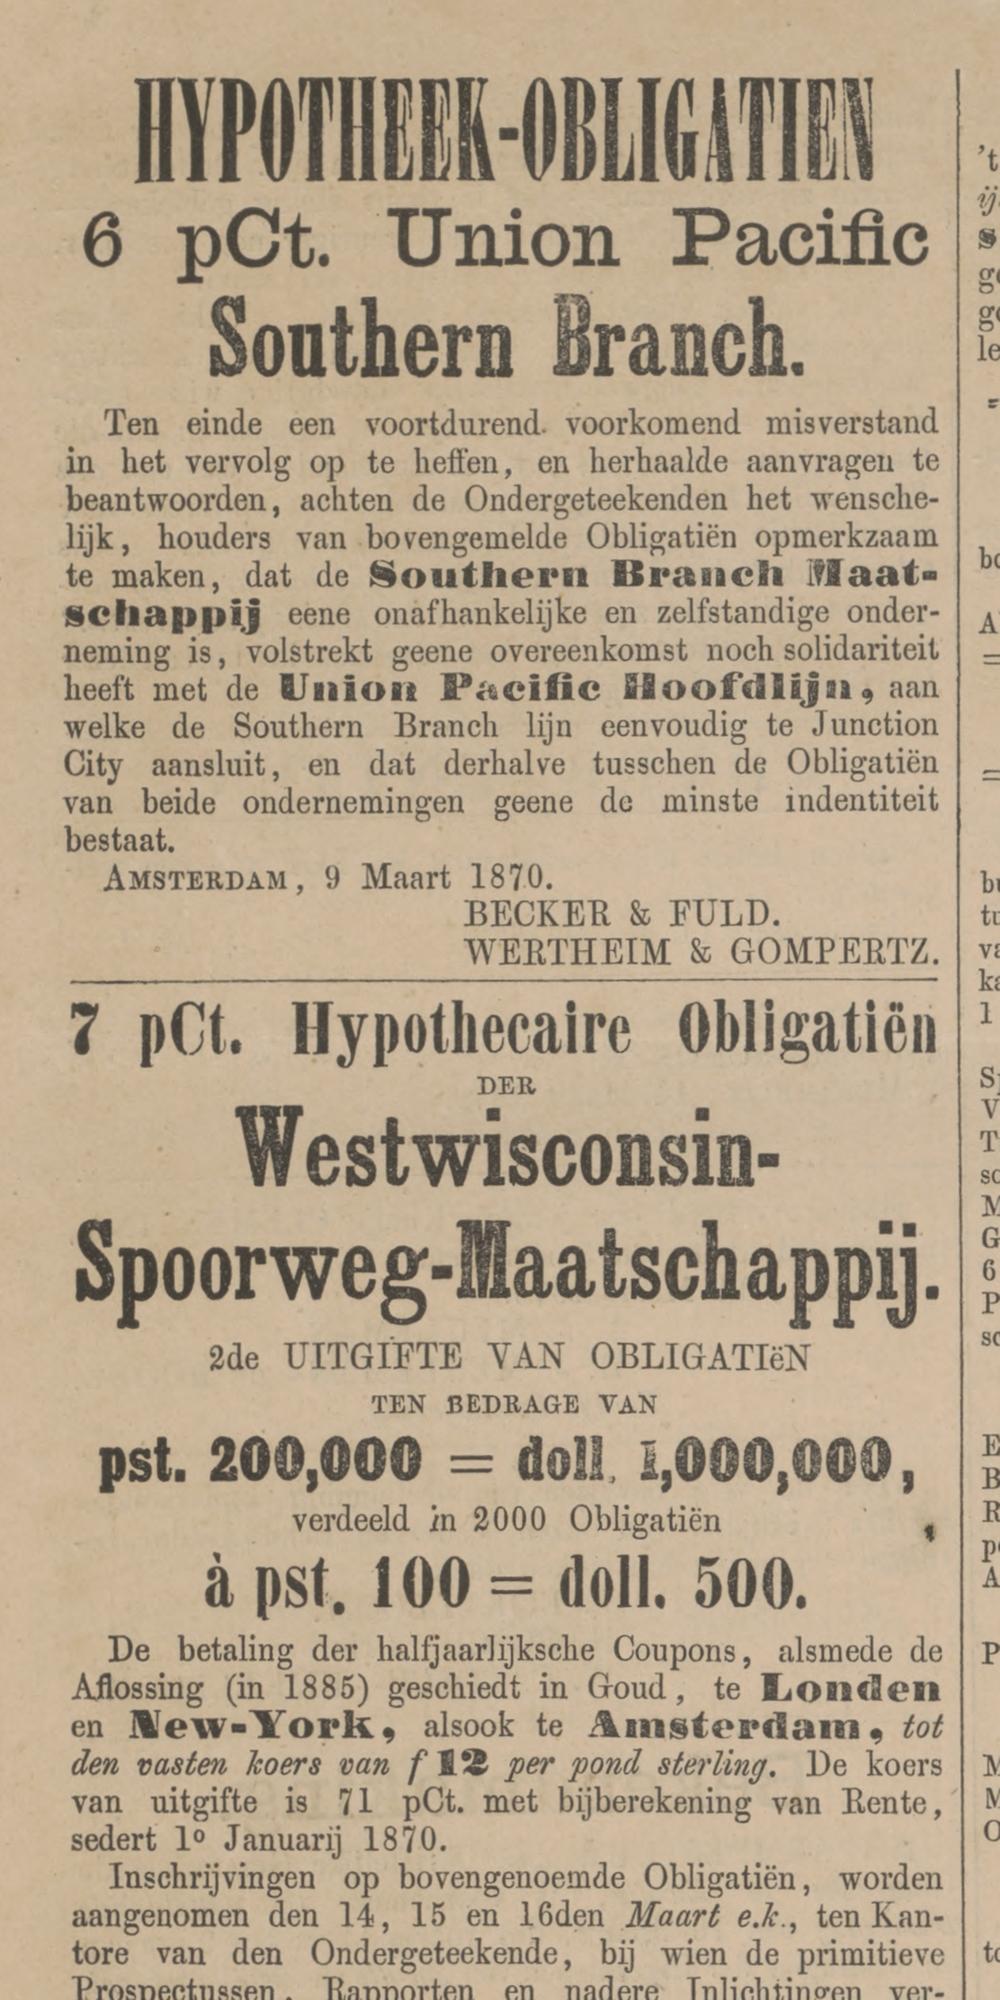 HYPOTHEEK-OBLIGATIEN
6 pCt. Union Pacific
Southern Branch.
Ten einde een voortdurend voorkomend misverstand
in het vervolg op te heffen, en herhaalde aanvragen te
beantwoorden, achten de Ondergeteekenden het wensche-
lijk, houders van bovengemelde Obligatiën opmerkzaam
te maken, dat de Southern Branch Maat-
schappij eene onafhankelijke en zelfstandige onder-
neming is, volstrekt geene overeenkomst noch solidariteit
heeft met de Union Pacific Hoofdlijn, aan
welke de Southern Branch lijn eenvoudig te Junction
City aansluit, en dat derhalve tusschen de Obligatiën
van beide ondernemingen geene de minste indentiteit
bestaat.
AMSTERDAM, 9 Maart 1870.
BECKER & FULD.
WERTHEIM & GOMPERTZ.
7 pCt. Hypothecaire Obligatiën
DER
Westwisconsin-
Spoorweg-Maatschappij.
2de UITGIFTE VAN OBLIGATIëN
TEN BEDRAGE VAN
pst. 200,000 = doll. 1,000,000,
verdeeld in 2000 Obligatiën
à pst. 100 = doll. 500.
De betaling der halfjaarlijksche Coupons, alsmede de
Aflossing (in 1885) geschiedt in Goud, te Londen
en New-York, alsook te Amsterdam, tot
den vasten koers van f 12 per pond sterling. De koers
van uitgifte is 71 pCt. met bijberekening van Rente,
sedert 1º Januarij 1870.
Inschrijvingen op bovengenoemde Obligatiën, worden
aangenomen den 14, 15 en 16den Maart e.k., ten Kan-
tore van den Ondergeteekende, bij wien de primitieve
Prospectussen, Rapporten en nadere Inlichtingen ver-